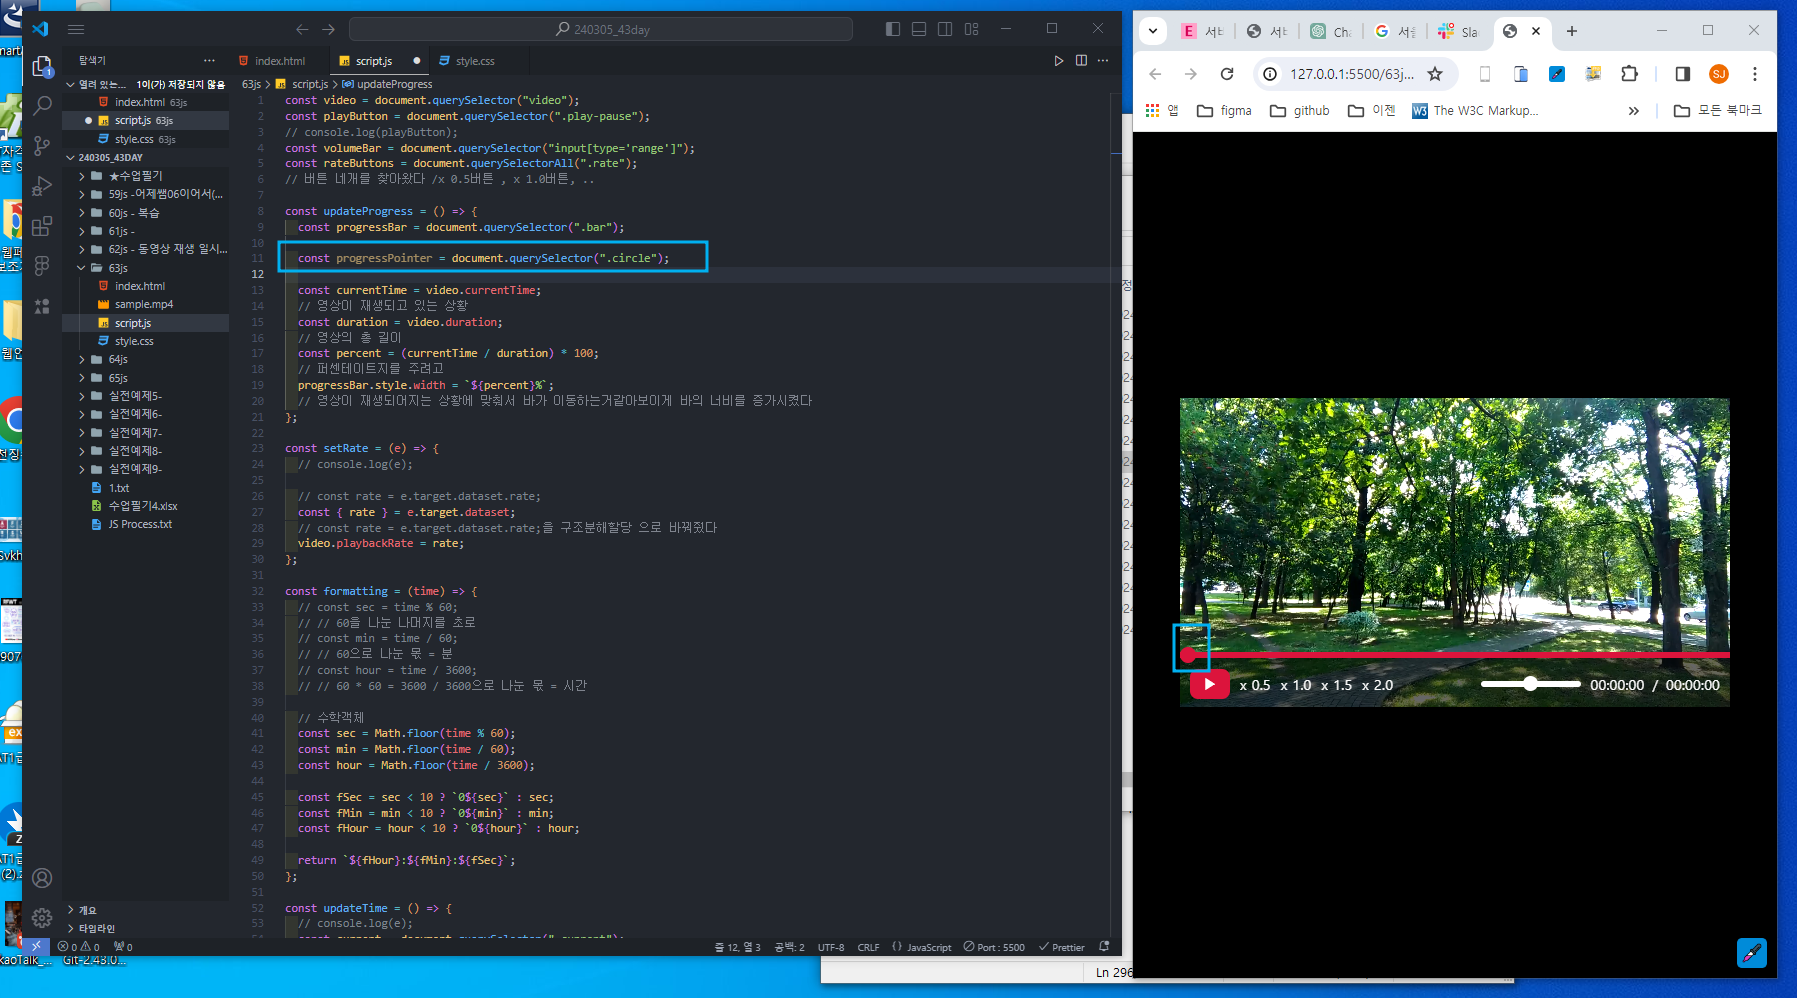 240305_43day
탐색기
index.html
script.js
style.css
열려 있는... 1이(가) 저장되지 않음
index.html 63js
script.js 63js
style.css 63js
240305_43DAY
★수업필기
59js -어제쌤06이어서(...
60js - 복습
61js -
62js - 동영상 재생 일시...
63js
index.html
sample.mp4
script.js
style.css
64js
65js
실전예제5-
실전예제6-
실전예제7-
실전예제8-
실전예제9-
1.txt
수업필기4.xlsx
JS Process.txt
개요
타임라인
63js > script.js > updateProgress
1 const video = document.querySelector("video");
2 const playButton = document.querySelector(".play-pause");
3 // console.log(playButton);
4 const volumeBar = document.querySelector("input[type='range']");
5 const rateButtons = document.querySelectorAll(".rate");
6 // 버튼 네개를 찾아왔다 /x 0.5버튼 , x 1.0버튼, ..
7
8 const updateProgress = () => {
9 const progressBar = document.querySelector(".bar");
10
11 const progressPointer = document.querySelector(".circle");
12
13 const currentTime = video.currentTime;
14 // 영상이 재생되고 있는 상황
15 const duration = video.duration;
16 // 영상의 총 길이
17 const percent = (currentTime / duration) * 100;
18 // 퍼센테이트지를 주려고
19 progressBar.style.width = `${percent}%`;
20 // 영상이 재생되어지는 상황에 맞춰서 바가 이동하는거같아보이게 바의 너비를 증가시켰다
21 };
22
23 const setRate = (e) => {
24 // console.log(e);
25
26 // const rate = e.target.dataset.rate;
27 const { rate } = e.target.dataset;
28 // const rate = e.target.dataset.rate;을 구조분해할당 으로 바꿔줬다
29 video.playbackRate = rate;
30 };
31
32 const formatting = (time) => {
33 // const sec = time % 60;
34 // // 60을 나눈 나머지를 초로
35 // const min = time / 60;
36 // // 60으로 나눈 몫 = 분
37 // const hour = time / 3600;
38 // // 60 * 60 = 3600 / 3600으로 나눈 몫 = 시간
39
40 // 수학객체
41 const sec = Math.floor(time % 60);
42 const min = Math.floor(time / 60);
43 const hour = Math.floor(time / 3600);
44
45 const fSec = sec < 10 ? `0${sec}` : sec;
46 const fMin = min < 10 ? `0${min}` : min;
47 const fHour = hour < 10 ? `0${hour}` : hour;
48
49 return `${fHour}:${fMin}:${fSec}`;
50 };
51
52 const updateTime = () => {
53 // console.log(e);
0 0 0
줄 12, 열 3 공백: 2 UTF-8 CRLF {} JavaScript Port : 5500 Prettier
Git-2.43.0...
Ln 296
Sla
127.0.0.1:5500/63j...
SJ
앱 figma github 이젠 The W3C Markup... » 모든 북마크
x 0.5 x 1.0 x 1.5 x 2.0 00:00:00 / 00:00:00